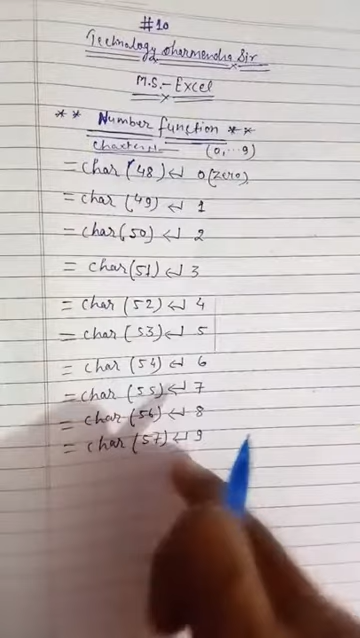 #10
Technology Dharmendra Sir
M.S.-Excel
** Number function **
(0,...9)
= char (48) ↵ 0(zero)
= char (49) ↵ 1
= char(50) ↵ 2
= char(51) ↵ 3
= char (52) ↵ 4
= char (53) ↵ 5
= char (54) ↵ 6
= char (55) ↵ 7
= char (56) ↵ 8
= char (57) ↵ 9